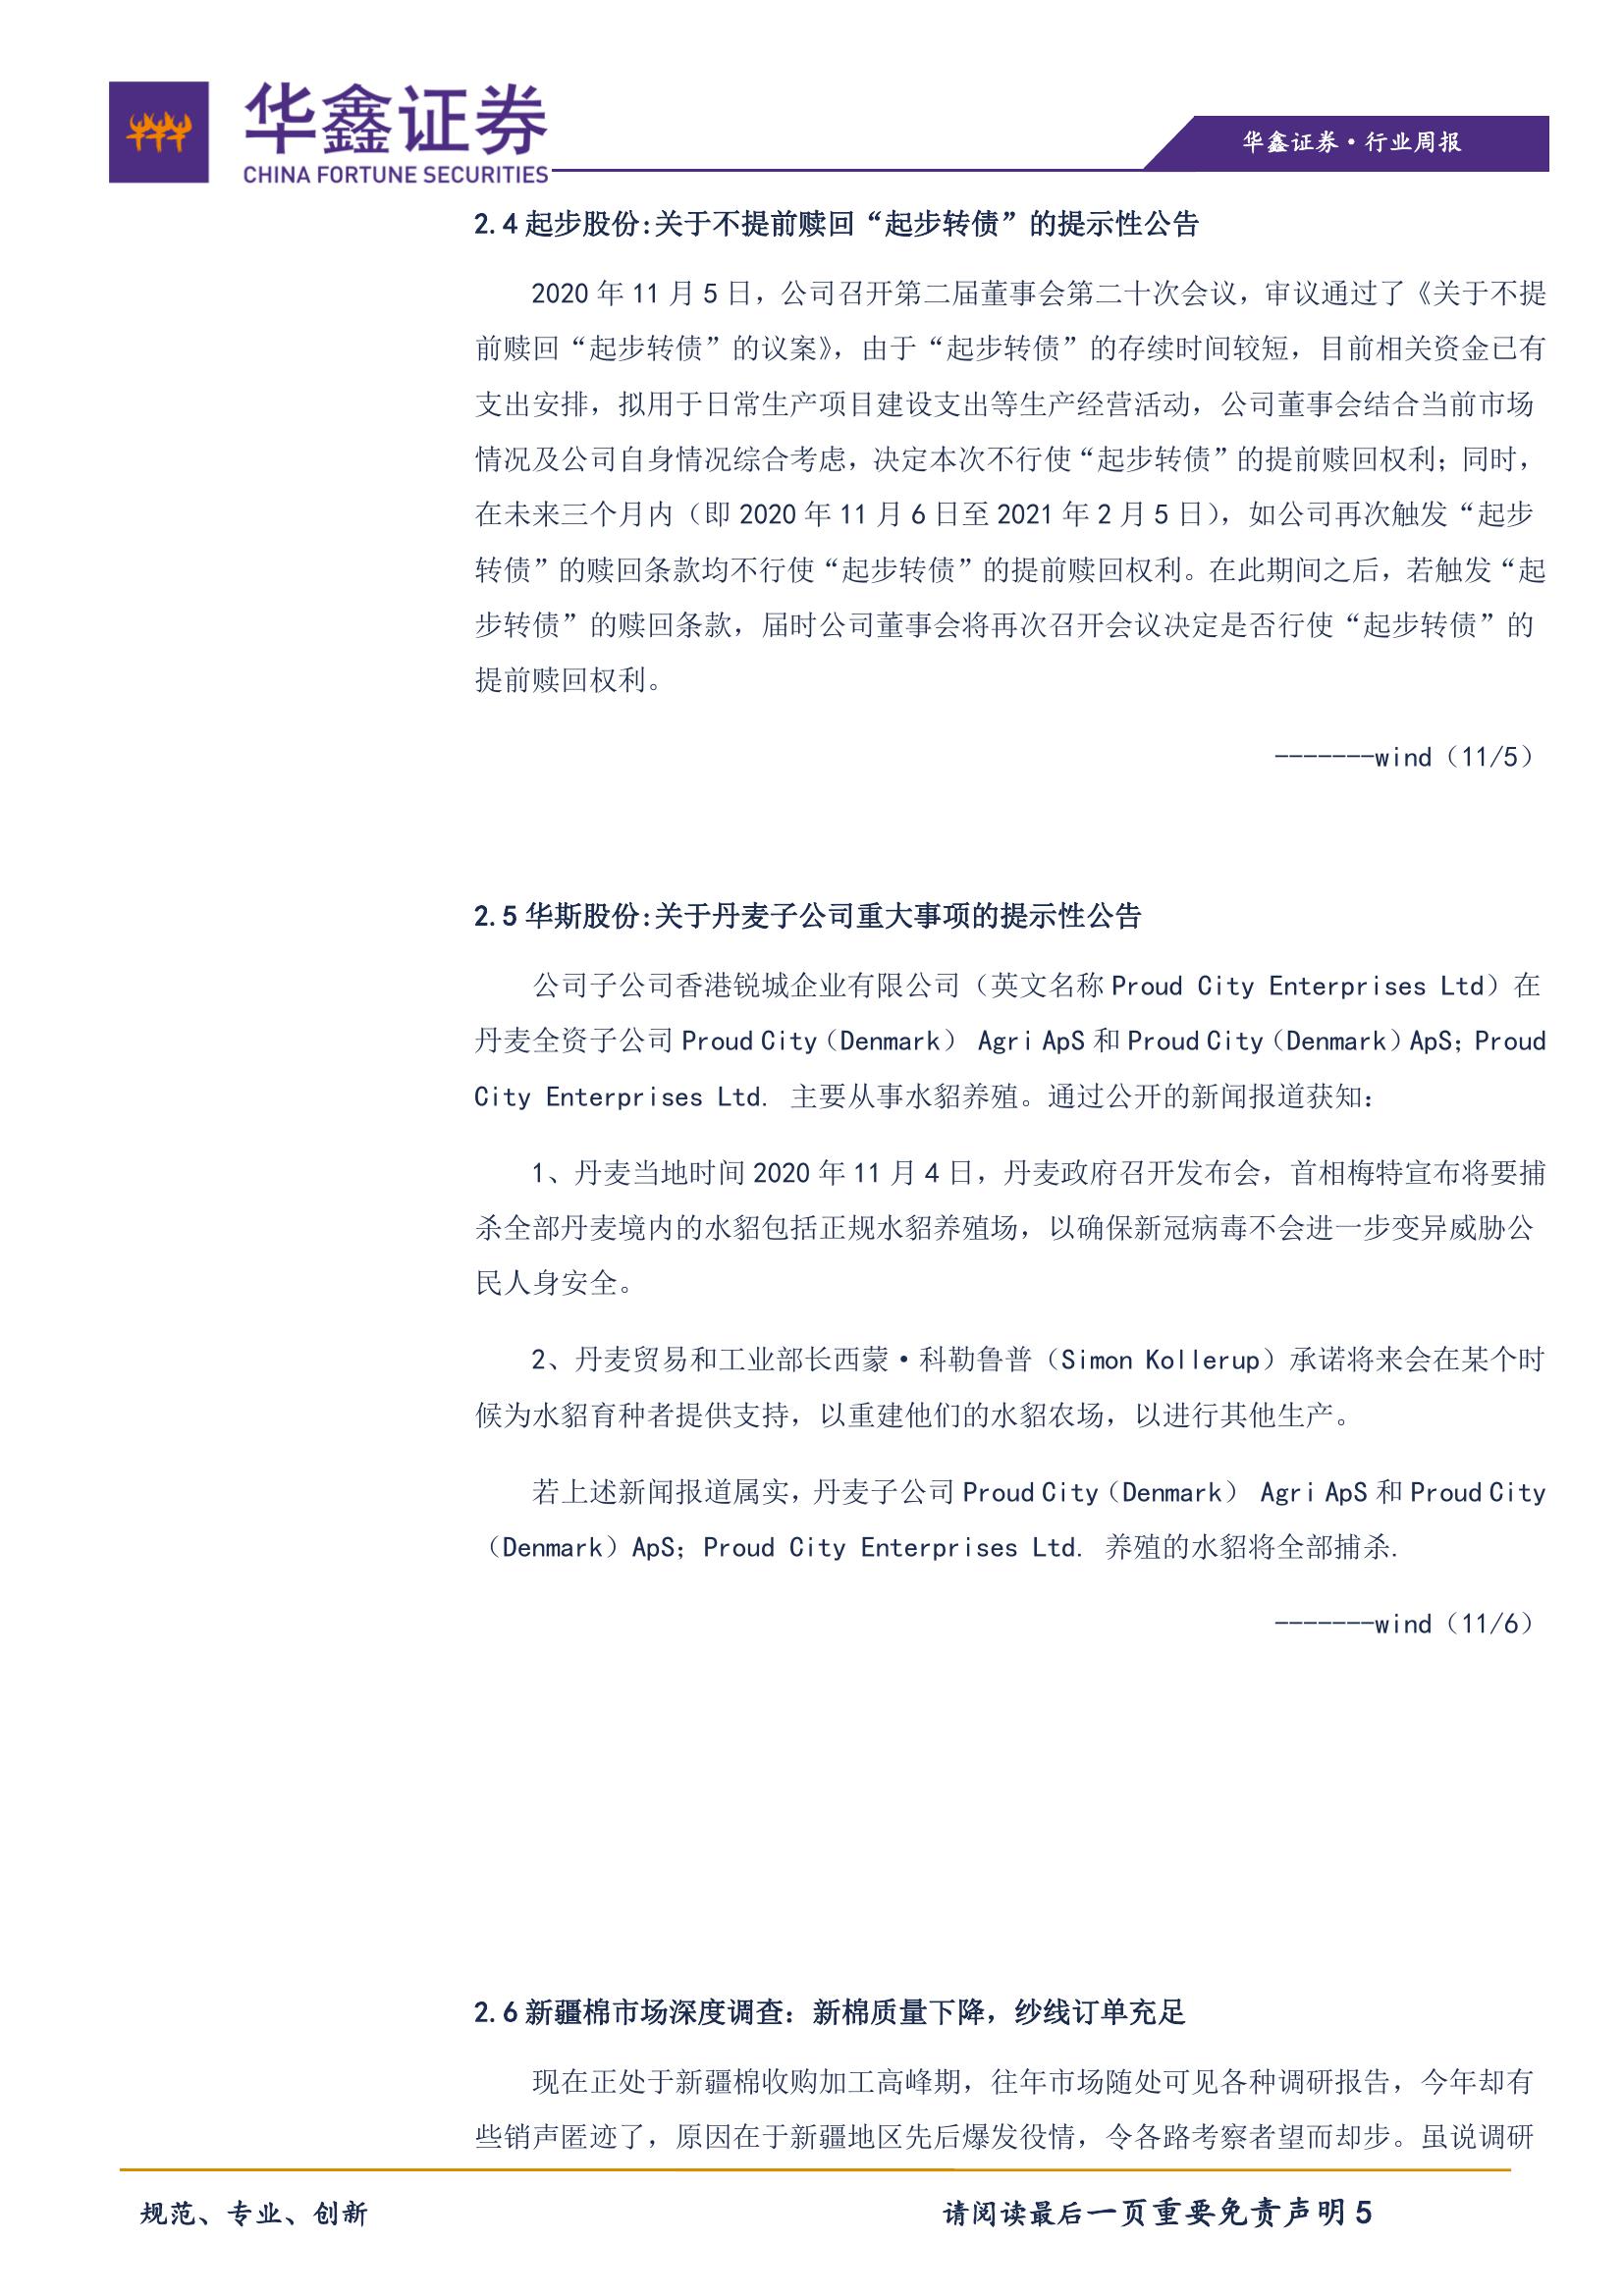 华鑫证券
CHINA FORTUNE SECURITIES
华鑫证券·行业周报
2.4 起步股份:关于不提前赎回“起步转债”的提示性公告
2020 年 11 月 5 日，公司召开第二届董事会第二十次会议，审议通过了《关于不提
前赎回“起步转债”的议案》，由于“起步转债”的存续时间较短，目前相关资金已有
支出安排，拟用于日常生产项目建设支出等生产经营活动，公司董事会结合当前市场
情况及公司自身情况综合考虑，决定本次不行使“起步转债”的提前赎回权利；同时，
在未来三个月内（即 2020 年 11 月 6 日至 2021 年 2 月 5 日），如公司再次触发“起步
转债”的赎回条款均不行使“起步转债”的提前赎回权利。在此期间之后，若触发“起
步转债”的赎回条款，届时公司董事会将再次召开会议决定是否行使“起步转债”的
提前赎回权利。
-------wind（11/5）
2.5 华斯股份:关于丹麦子公司重大事项的提示性公告
公司子公司香港锐城企业有限公司（英文名称 Proud City Enterprises Ltd）在
丹麦全资子公司 Proud City（Denmark） Agri ApS 和 Proud City（Denmark）ApS；Proud
City Enterprises Ltd. 主要从事水貂养殖。通过公开的新闻报道获知：
1、丹麦当地时间 2020 年 11 月 4 日，丹麦政府召开发布会，首相梅特宣布将要捕
杀全部丹麦境内的水貂包括正规水貂养殖场，以确保新冠病毒不会进一步变异威胁公
民人身安全。
2、丹麦贸易和工业部长西蒙·科勒鲁普（Simon Kollerup）承诺将来会在某个时
候为水貂育种者提供支持，以重建他们的水貂农场，以进行其他生产。
若上述新闻报道属实，丹麦子公司 Proud City（Denmark） Agri ApS 和 Proud City
（Denmark）ApS；Proud City Enterprises Ltd. 养殖的水貂将全部捕杀.
-------wind（11/6）
2.6 新疆棉市场深度调查：新棉质量下降，纱线订单充足
现在正处于新疆棉收购加工高峰期，往年市场随处可见各种调研报告，今年却有
些销声匿迹了，原因在于新疆地区先后爆发役情，令各路考察者望而却步。虽说调研
规范、专业、创新
请阅读最后一页重要免责声明 5